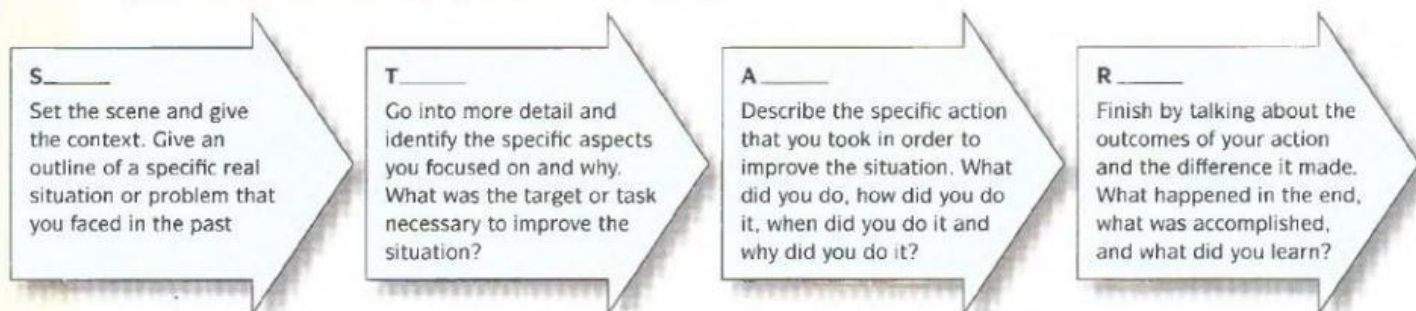 S_____
Set the scene and give
the context. Give an
outline of a specific real
situation or problem that
you faced in the past
T_____
Go into more detail and
identify the specific aspects
you focused on and why.
What was the target or task
necessary to improve the
situation?
A_____
Describe the specific action
that you took in order to
improve the situation. What
did you do, how did you do
it, when did you do it and
why did you do it?
R_____
Finish by talking about the
outcomes of your action
and the difference it made.
What happened in the end,
what was accomplished,
and what did you learn?